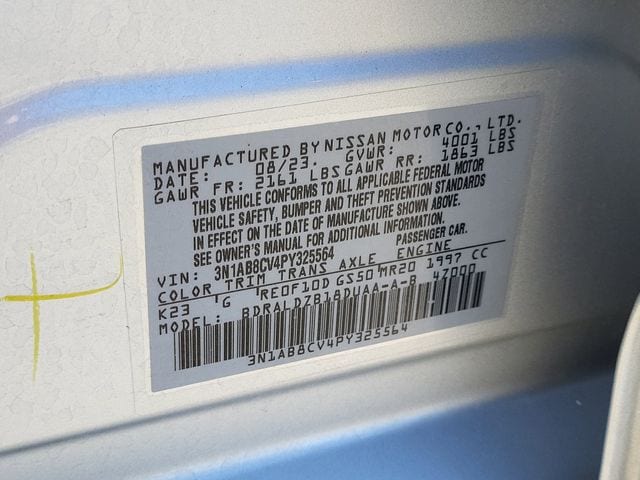 MANUFACTURED BY NISSAN MOTOR CO., LTD.
DATE: 08/23. GVWR: 4001 LBS
GAWR FR: 2161 LBS GAWR RR: 1863 LBS
THIS VEHICLE CONFORMS TO ALL APPLICABLE FEDERAL MOTOR
VEHICLE SAFETY, BUMPER AND THEFT PREVENTION STANDARDS
IN EFFECT ON THE DATE OF MANUFACTURE SHOWN ABOVE.
SEE OWNER'S MANUAL FOR ADDITIONAL INFORMATION.
VIN: 3N1AB8CV4PY325564 PASSENGER CAR.
COLOR TRIM TRANS AXLE ENGINE
K23 'G RE0F10D GS50 MR20 1997 CC
MODEL: BDRALDZB18DUAA-A-B 47000
3N1AB8CV4PY325564